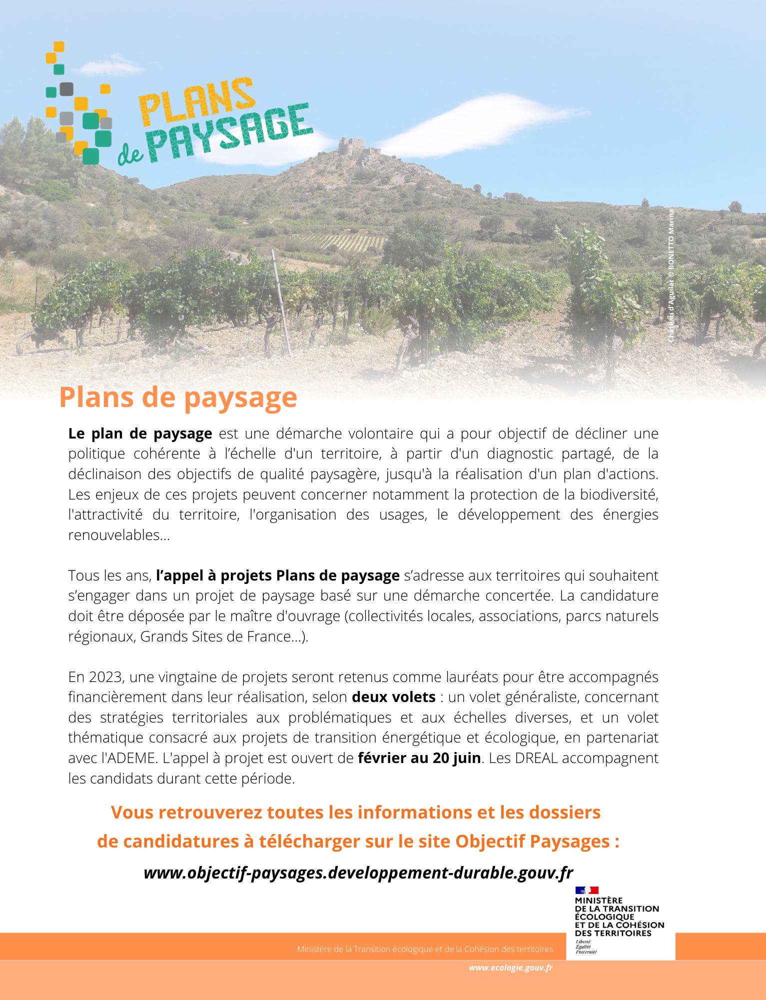 PLANS
de PAYSAGE
Château d'Aguilar © BONETTO Marina
Plans de paysage
Le plan de paysage est une démarche volontaire qui a pour objectif de décliner une
politique cohérente à l’échelle d'un territoire, à partir d'un diagnostic partagé, de la
déclinaison des objectifs de qualité paysagère, jusqu'à la réalisation d'un plan d'actions.
Les enjeux de ces projets peuvent concerner notamment la protection de la biodiversité,
l'attractivité du territoire, l'organisation des usages, le développement des énergies
renouvelables...
Tous les ans, l’appel à projets Plans de paysage s’adresse aux territoires qui souhaitent
s’engager dans un projet de paysage basé sur une démarche concertée. La candidature
doit être déposée par le maître d'ouvrage (collectivités locales, associations, parcs naturels
régionaux, Grands Sites de France...).
En 2023, une vingtaine de projets seront retenus comme lauréats pour être accompagnés
financièrement dans leur réalisation, selon deux volets : un volet généraliste, concernant
des stratégies territoriales aux problématiques et aux échelles diverses, et un volet
thématique consacré aux projets de transition énergétique et écologique, en partenariat
avec l'ADEME. L'appel à projet est ouvert de février au 20 juin. Les DREAL accompagnent
les candidats durant cette période.
Vous retrouverez toutes les informations et les dossiers
de candidatures à télécharger sur le site Objectif Paysages :
www.objectif-paysages.developpement-durable.gouv.fr
MINISTÈRE
DE LA TRANSITION
ÉCOLOGIQUE
ET DE LA COHÉSION
DES TERRITOIRES
Liberté
Égalité
Fraternité
Ministère de la Transition écologique et de la Cohésion des territoires
www.ecologie.gouv.fr